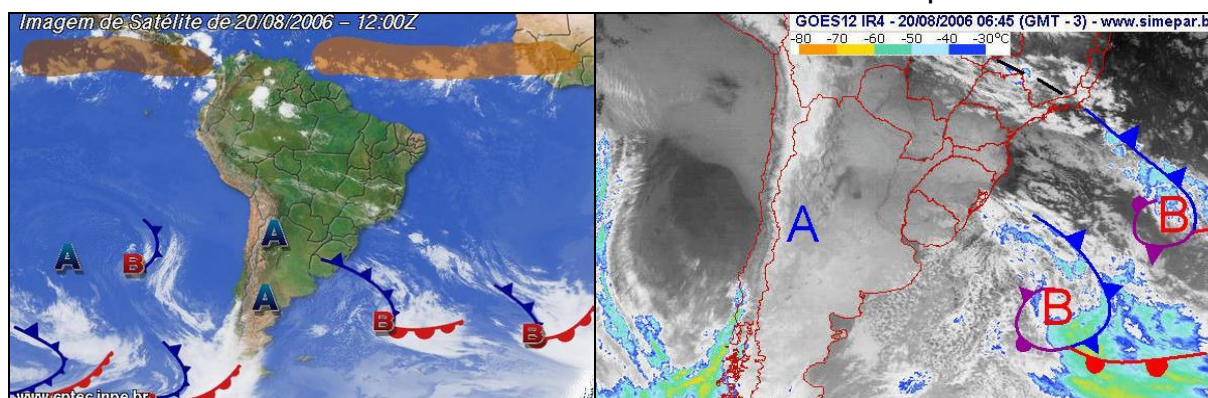 Imagem de Satélite de 20/08/2006 – 12:00Z
A
B
A
A
B
B
www.cptec.inpe.br
GOES12 IR4 - 20/08/2006 06:45 (GMT - 3) - www.simepar.b
-80 -70 -60 -50 -40 -30°C
A
B
B